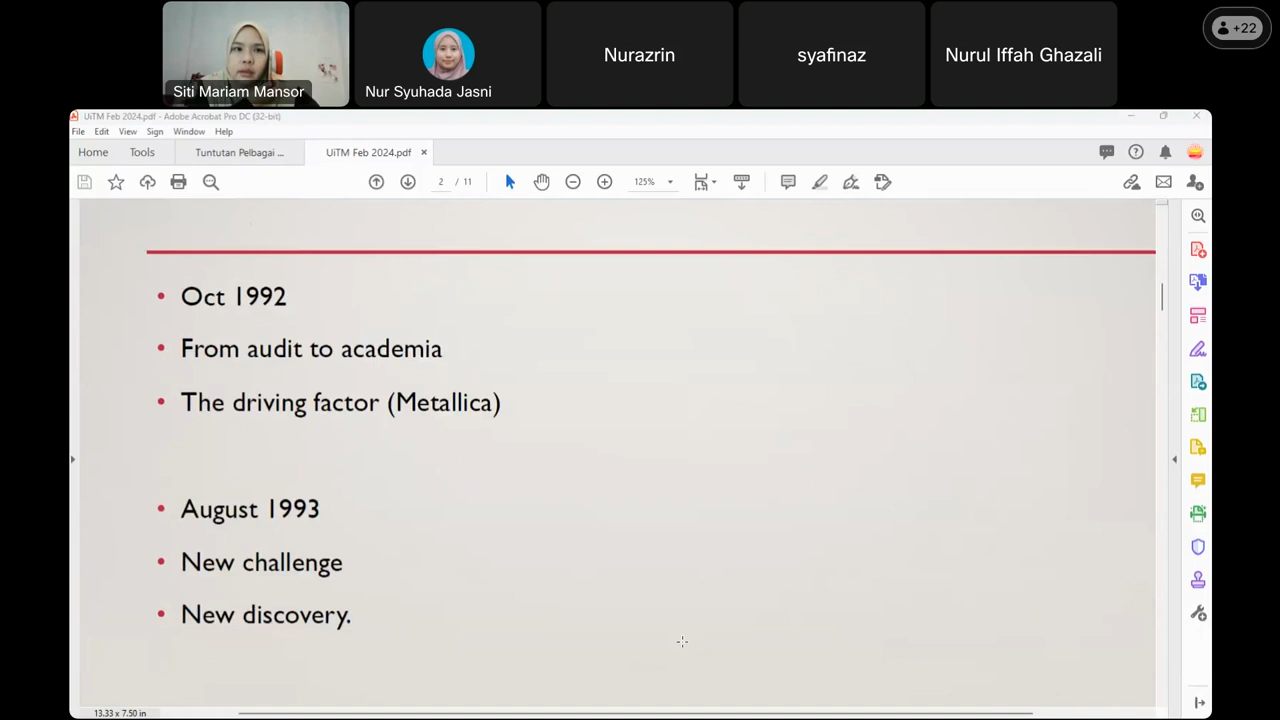 +22
Siti Mariam Mansor
Nur Syuhada Jasni
Nurazrin
syafinaz
Nurul Iffah Ghazali
UiTM Feb 2024.pdf - Adobe Acrobat Pro DC (32-bit)
File Edit View Sign Window Help
Home Tools Tuntutan Pelbagai ... UiTM Feb 2024.pdf ×
2 / 11 125%
• Oct 1992
• From audit to academia
• The driving factor (Metallica)
• August 1993
• New challenge
• New discovery.
13.33 x 7.50 in